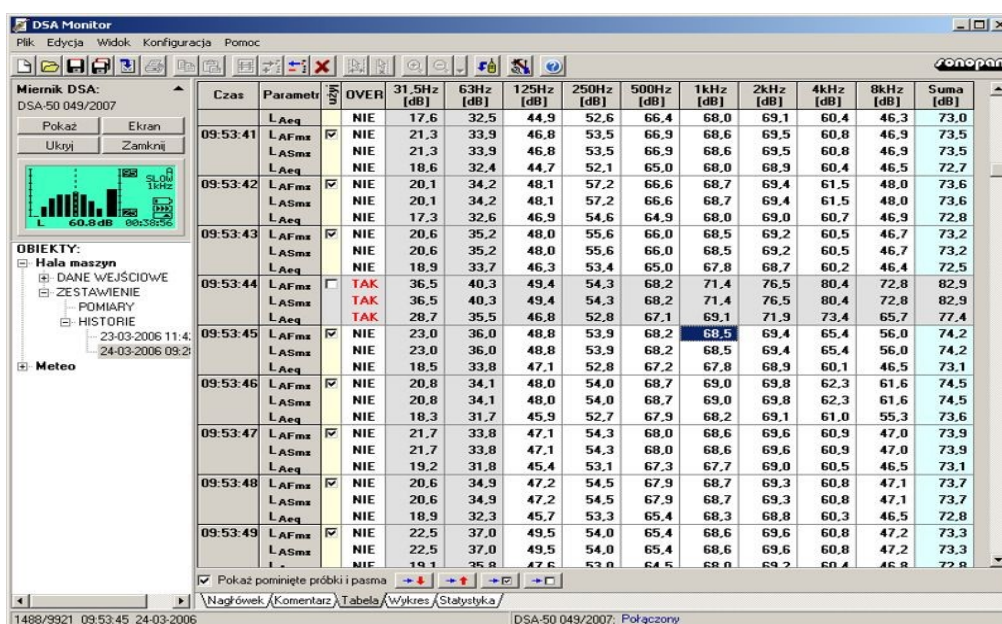 DSA Monitor
Plik Edycja Widok Konfiguracja Pomoc
sonopan
Miernik DSA:
DSA-50 049/2007
Pokaż Ekran
Ukryj Zamknij
SLOW
1kHz
L 60.8 dB 00:38:56
OBIEKTY:
Hala maszyn
DANE WEJŚCIOWE
ZESTAWIENIE
POMIARY
HISTORIE
23-03-2006 11:4
24-03-2006 09:2
Meteo
Czas Parametr OVER 31,5Hz [dB] 63Hz [dB] 125Hz [dB] 250Hz [dB] 500Hz [dB] 1kHz [dB] 2kHz [dB] 4kHz [dB] 8kHz [dB] Suma [dB]
LAeq NIE 17,6 32,5 44,9 52,6 66,4 68,0 69,1 60,4 46,3 73,0
09:53:41 LAFmx NIE 21,3 33,9 46,8 53,5 66,9 68,6 69,5 60,8 46,9 73,5
LASmx NIE 21,3 33,9 46,8 53,5 66,9 68,6 69,5 60,8 46,9 73,5
LAeq NIE 18,6 32,4 44,7 52,1 65,0 68,0 68,9 60,4 46,5 72,7
09:53:42 LAFmx NIE 20,1 34,2 48,1 57,2 66,6 68,7 69,4 61,5 48,0 73,6
LASmx NIE 20,1 34,2 48,1 57,2 66,6 68,7 69,4 61,5 48,0 73,6
LAeq NIE 17,3 32,6 46,9 54,6 64,9 68,0 69,0 60,7 46,9 72,8
09:53:43 LAFmx NIE 20,6 35,2 48,0 55,6 66,0 68,5 69,2 60,5 46,7 73,2
LASmx NIE 20,6 35,2 48,0 55,6 66,0 68,5 69,2 60,5 46,7 73,2
LAeq NIE 18,9 33,7 46,3 53,4 65,0 67,8 68,7 60,2 46,4 72,5
09:53:44 LAFmx TAK 36,5 40,3 49,4 54,3 68,2 71,4 76,5 80,4 72,8 82,9
LASmx TAK 36,5 40,3 49,4 54,3 68,2 71,4 76,5 80,4 72,8 82,9
LAeq TAK 28,7 35,5 46,8 52,8 67,1 69,1 71,9 73,4 65,7 77,4
09:53:45 LAFmx NIE 23,0 36,0 48,8 53,9 68,2 68,5 69,4 65,4 56,0 74,2
LASmx NIE 23,0 36,0 48,8 53,9 68,2 68,5 69,4 65,4 56,0 74,2
LAeq NIE 18,5 33,8 47,1 52,8 67,2 67,8 68,9 60,1 46,5 73,1
09:53:46 LAFmx NIE 20,8 34,1 48,0 54,0 68,7 69,0 69,8 62,3 61,6 74,5
LASmx NIE 20,8 34,1 48,0 54,0 68,7 69,0 69,8 62,3 61,6 74,5
LAeq NIE 18,3 31,7 45,9 52,7 67,9 68,2 69,1 61,0 55,3 73,6
09:53:47 LAFmx NIE 21,7 33,8 47,1 54,3 68,0 68,6 69,6 60,9 47,0 73,9
LASmx NIE 21,7 33,8 47,1 54,3 68,0 68,6 69,6 60,9 47,0 73,9
LAeq NIE 19,2 31,8 45,4 53,1 67,3 67,7 69,0 60,5 46,5 73,1
09:53:48 LAFmx NIE 20,6 34,9 47,2 54,5 67,9 68,7 69,3 60,8 47,1 73,7
LASmx NIE 20,6 34,9 47,2 54,5 67,9 68,7 69,3 60,8 47,1 73,7
LAeq NIE 18,9 32,3 45,7 53,3 65,4 68,3 68,8 60,3 46,5 72,8
09:53:49 LAFmx NIE 22,5 37,0 49,5 54,0 65,4 68,6 69,6 60,8 47,2 73,3
LASmx NIE 22,5 37,0 49,5 54,0 65,4 68,6 69,6 60,8 47,2 73,3
NIE 19,1 35,8 47,6 53,0 64,5 68,0 69,2 60,4 46,8 72,8
Pokaż pominięte próbki i pasma
Nagłówek Komentarz Tabela Wykres Statystyka
1488/9921 09:53:45 24-03-2006 DSA-50 049/2007: Połączony